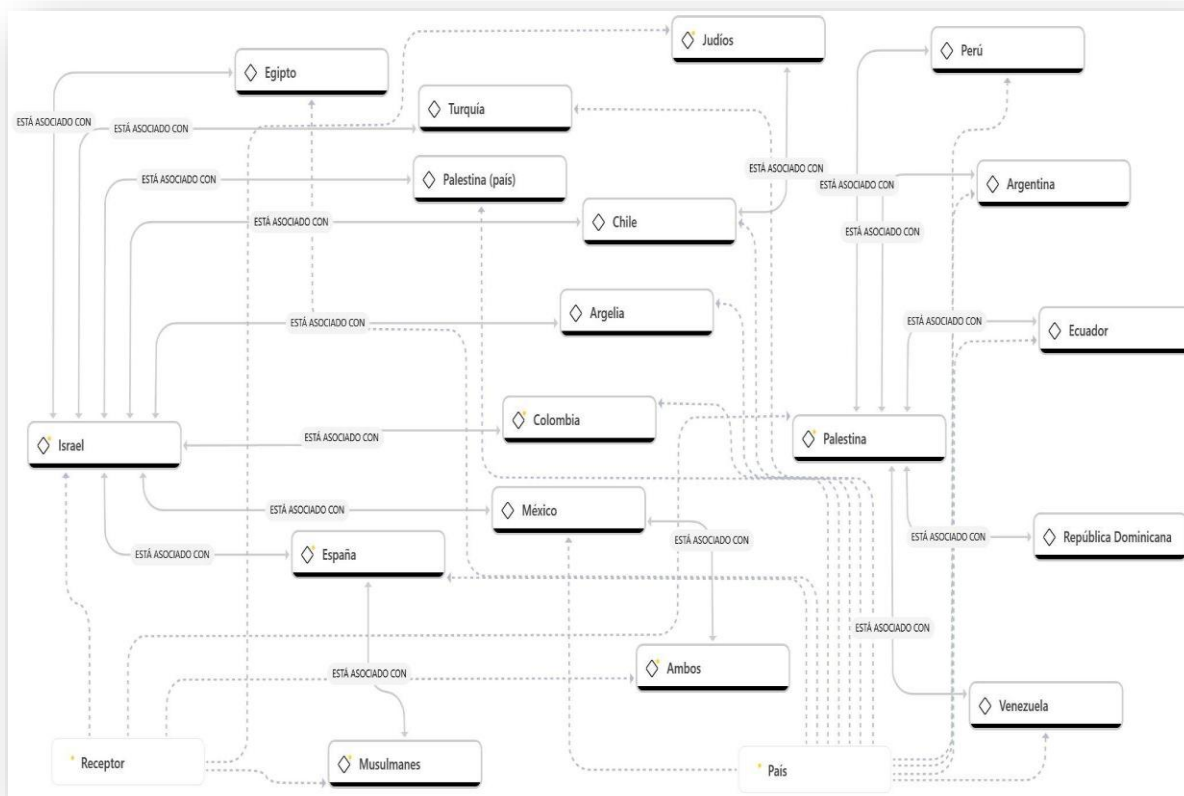 Judíos
Perú
Egipto
Turquía
ESTÁ ASOCIADO CON
ESTÁ ASOCIADO CON
Palestina (país)
ESTÁ ASOCIADO CON
ESTÁ ASOCIADO CON
ESTÁ ASOCIADO CON
Argentina
Chile
ESTÁ ASOCIADO CON
ESTÁ ASOCIADO CON
Argelia
ESTÁ ASOCIADO CON
ESTÁ ASOCIADO CON
Ecuador
Colombia
ESTÁ ASOCIADO CON
Israel
Palestina
México
ESTÁ ASOCIADO CON
ESTÁ ASOCIADO CON
ESTÁ ASOCIADO CON
República Dominicana
España
ESTÁ ASOCIADO CON
ESTÁ ASOCIADO CON
Ambos
ESTÁ ASOCIADO CON
Venezuela
Receptor
Musulmanes
País